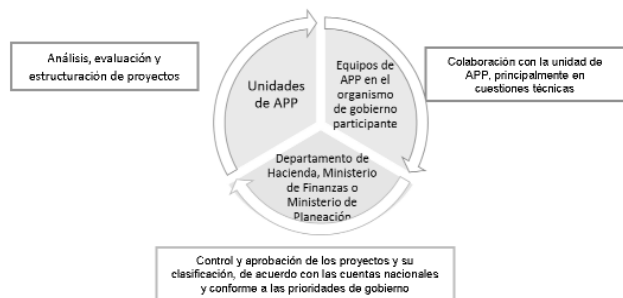 Análisis, evaluación y
estructuración de proyectos
Unidades
de APP
Equipos de
APP en el
organismo
de gobierno
participante
Colaboración con la unidad de
APP, principalmente en
cuestiones técnicas
Departamento de
Hacienda, Ministerio
de Finanzas o
Ministerio de
Planeación
Control y aprobación de los proyectos y su
clasificación, de acuerdo con las cuentas nacionales
y conforme a las prioridades de gobierno